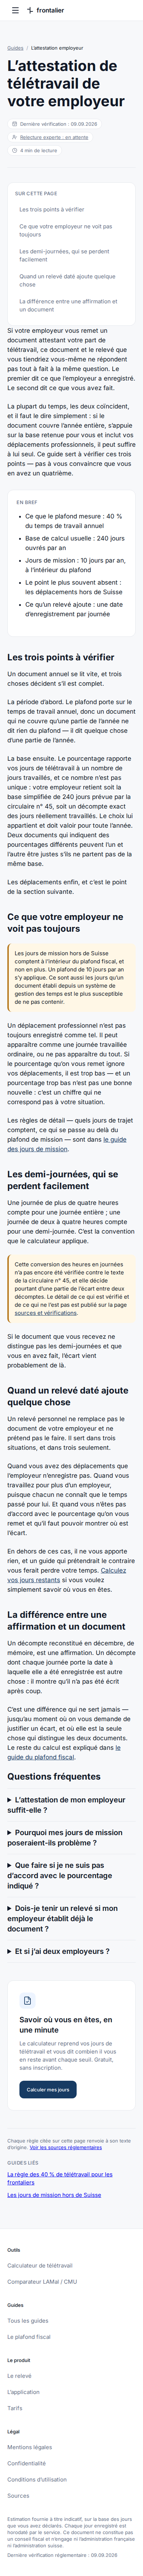 frontalier
Guides / L'attestation employeur
L'attestation de
télétravail de
votre employeur
Dernière vérification : 09.09.2026
Relecture experte : en attente
4 min de lecture
SUR CETTE PAGE
Les trois points à vérifier
Ce que votre employeur ne voit pas
toujours
Les demi-journées, qui se perdent
facilement
Quand un relevé daté ajoute quelque
chose
La différence entre une affirmation et
un document
Si votre employeur vous remet un
document attestant votre part de
télétravail, ce document et le relevé que
vous tiendriez vous-même ne répondent
pas tout à fait à la même question. Le
premier dit ce que l'employeur a enregistré.
Le second dit ce que vous avez fait.
La plupart du temps, les deux coïncident,
et il faut le dire simplement : si le
document couvre l'année entière, s'appuie
sur la base retenue pour vous et inclut vos
déplacements professionnels, il peut suffire
à lui seul. Ce guide sert à vérifier ces trois
points — pas à vous convaincre que vous
en avez un quatrième.
EN BREF
Ce que le plafond mesure : 40 %
du temps de travail annuel
Base de calcul usuelle : 240 jours
ouvrés par an
Jours de mission : 10 jours par an,
à l'intérieur du plafond
Le point le plus souvent absent :
les déplacements hors de Suisse
Ce qu'un relevé ajoute : une date
d'enregistrement par journée
Les trois points à vérifier
Un document annuel se lit vite, et trois
choses décident s'il est complet.
La période d'abord. Le plafond porte sur le
temps de travail annuel, donc un document
qui ne couvre qu'une partie de l'année ne
dit rien du plafond — il dit quelque chose
d'une partie de l'année.
La base ensuite. Le pourcentage rapporte
vos jours de télétravail à un nombre de
jours travaillés, et ce nombre n'est pas
unique : votre employeur retient soit la
base simplifiée de 240 jours prévue par la
circulaire n° 45, soit un décompte exact
des jours réellement travaillés. Le choix lui
appartient et doit valoir pour toute l'année.
Deux documents qui indiquent des
pourcentages différents peuvent l'un et
l'autre être justes s'ils ne partent pas de la
même base.
Les déplacements enfin, et c'est le point
de la section suivante.
Ce que votre employeur ne
voit pas toujours
Les jours de mission hors de Suisse
comptent à l'intérieur du plafond fiscal, et
non en plus. Un plafond de 10 jours par an
s'y applique. Ce sont aussi les jours qu'un
document établi depuis un système de
gestion des temps est le plus susceptible
de ne pas contenir.
Un déplacement professionnel n'est pas
toujours enregistré comme tel. Il peut
apparaître comme une journée travaillée
ordinaire, ou ne pas apparaître du tout. Si
ce que votre employeur vous remet ignore
vos déplacements, il est trop bas — et un
pourcentage trop bas n'est pas une bonne
nouvelle : c'est un chiffre qui ne
correspond pas à votre situation.
Les règles de détail — quels jours de trajet
comptent, ce qui se passe au delà du
plafond de mission — sont dans le guide
des jours de mission.
Les demi-journées, qui se
perdent facilement
Une journée de plus de quatre heures
compte pour une journée entière ; une
journée de deux à quatre heures compte
pour une demi-journée. C'est la convention
que le calculateur applique.
Cette convention des heures en journées
n'a pas encore été vérifiée contre le texte
de la circulaire n° 45, et elle décide
pourtant d'une partie de l'écart entre deux
décomptes. Le détail de ce qui est vérifié et
de ce qui ne l'est pas est publié sur la page
sources et vérifications.
Si le document que vous recevez ne
distingue pas les demi-journées et que
vous en avez fait, l'écart vient
probablement de là.
Quand un relevé daté ajoute
quelque chose
Un relevé personnel ne remplace pas le
document de votre employeur et ne
prétend pas le faire. Il sert dans trois
situations, et dans trois seulement.
Quand vous avez des déplacements que
l'employeur n'enregistre pas. Quand vous
travaillez pour plus d'un employeur,
puisque chacun ne connaît que le temps
passé pour lui. Et quand vous n'êtes pas
d'accord avec le pourcentage qu'on vous
remet et qu'il faut pouvoir montrer où est
l'écart.
En dehors de ces cas, il ne vous apporte
rien, et un guide qui prétendrait le contraire
vous ferait perdre votre temps. Calculez
vos jours restants si vous voulez
simplement savoir où vous en êtes.
La différence entre une
affirmation et un document
Un décompte reconstitué en décembre, de
mémoire, est une affirmation. Un décompte
dont chaque journée porte la date à
laquelle elle a été enregistrée est autre
chose : il montre qu'il n'a pas été écrit
après coup.
C'est une différence qui ne sert jamais —
jusqu'au moment où on vous demande de
justifier un écart, et où elle est la seule
chose qui distingue les deux documents.
Le reste du calcul est expliqué dans le
guide du plafond fiscal.
Questions fréquentes
L'attestation de mon employeur
suffit-elle ?
Pourquoi mes jours de mission
poseraient-ils problème ?
Que faire si je ne suis pas
d'accord avec le pourcentage
indiqué ?
Dois-je tenir un relevé si mon
employeur établit déjà le
document ?
Et si j'ai deux employeurs ?
Savoir où vous en êtes, en
une minute
Le calculateur reprend vos jours de
télétravail et vous dit combien il vous
en reste avant chaque seuil. Gratuit,
sans inscription.
Calculer mes jours
Chaque règle citée sur cette page renvoie à son texte
d'origine. Voir les sources réglementaires
GUIDES LIÉS
La règle des 40 % de télétravail pour les
frontaliers
Les jours de mission hors de Suisse
Outils
Calculateur de télétravail
Comparateur LAMal / CMU
Guides
Tous les guides
Le plafond fiscal
Le produit
Le relevé
L'application
Tarifs
Légal
Mentions légales
Confidentialité
Conditions d'utilisation
Sources
Estimation fournie à titre indicatif, sur la base des jours
que vous avez déclarés. Chaque jour enregistré est
horodaté par le service. Ce document ne constitue pas
un conseil fiscal et n'engage ni l'administration française
ni l'administration suisse.
Dernière vérification réglementaire : 09.09.2026